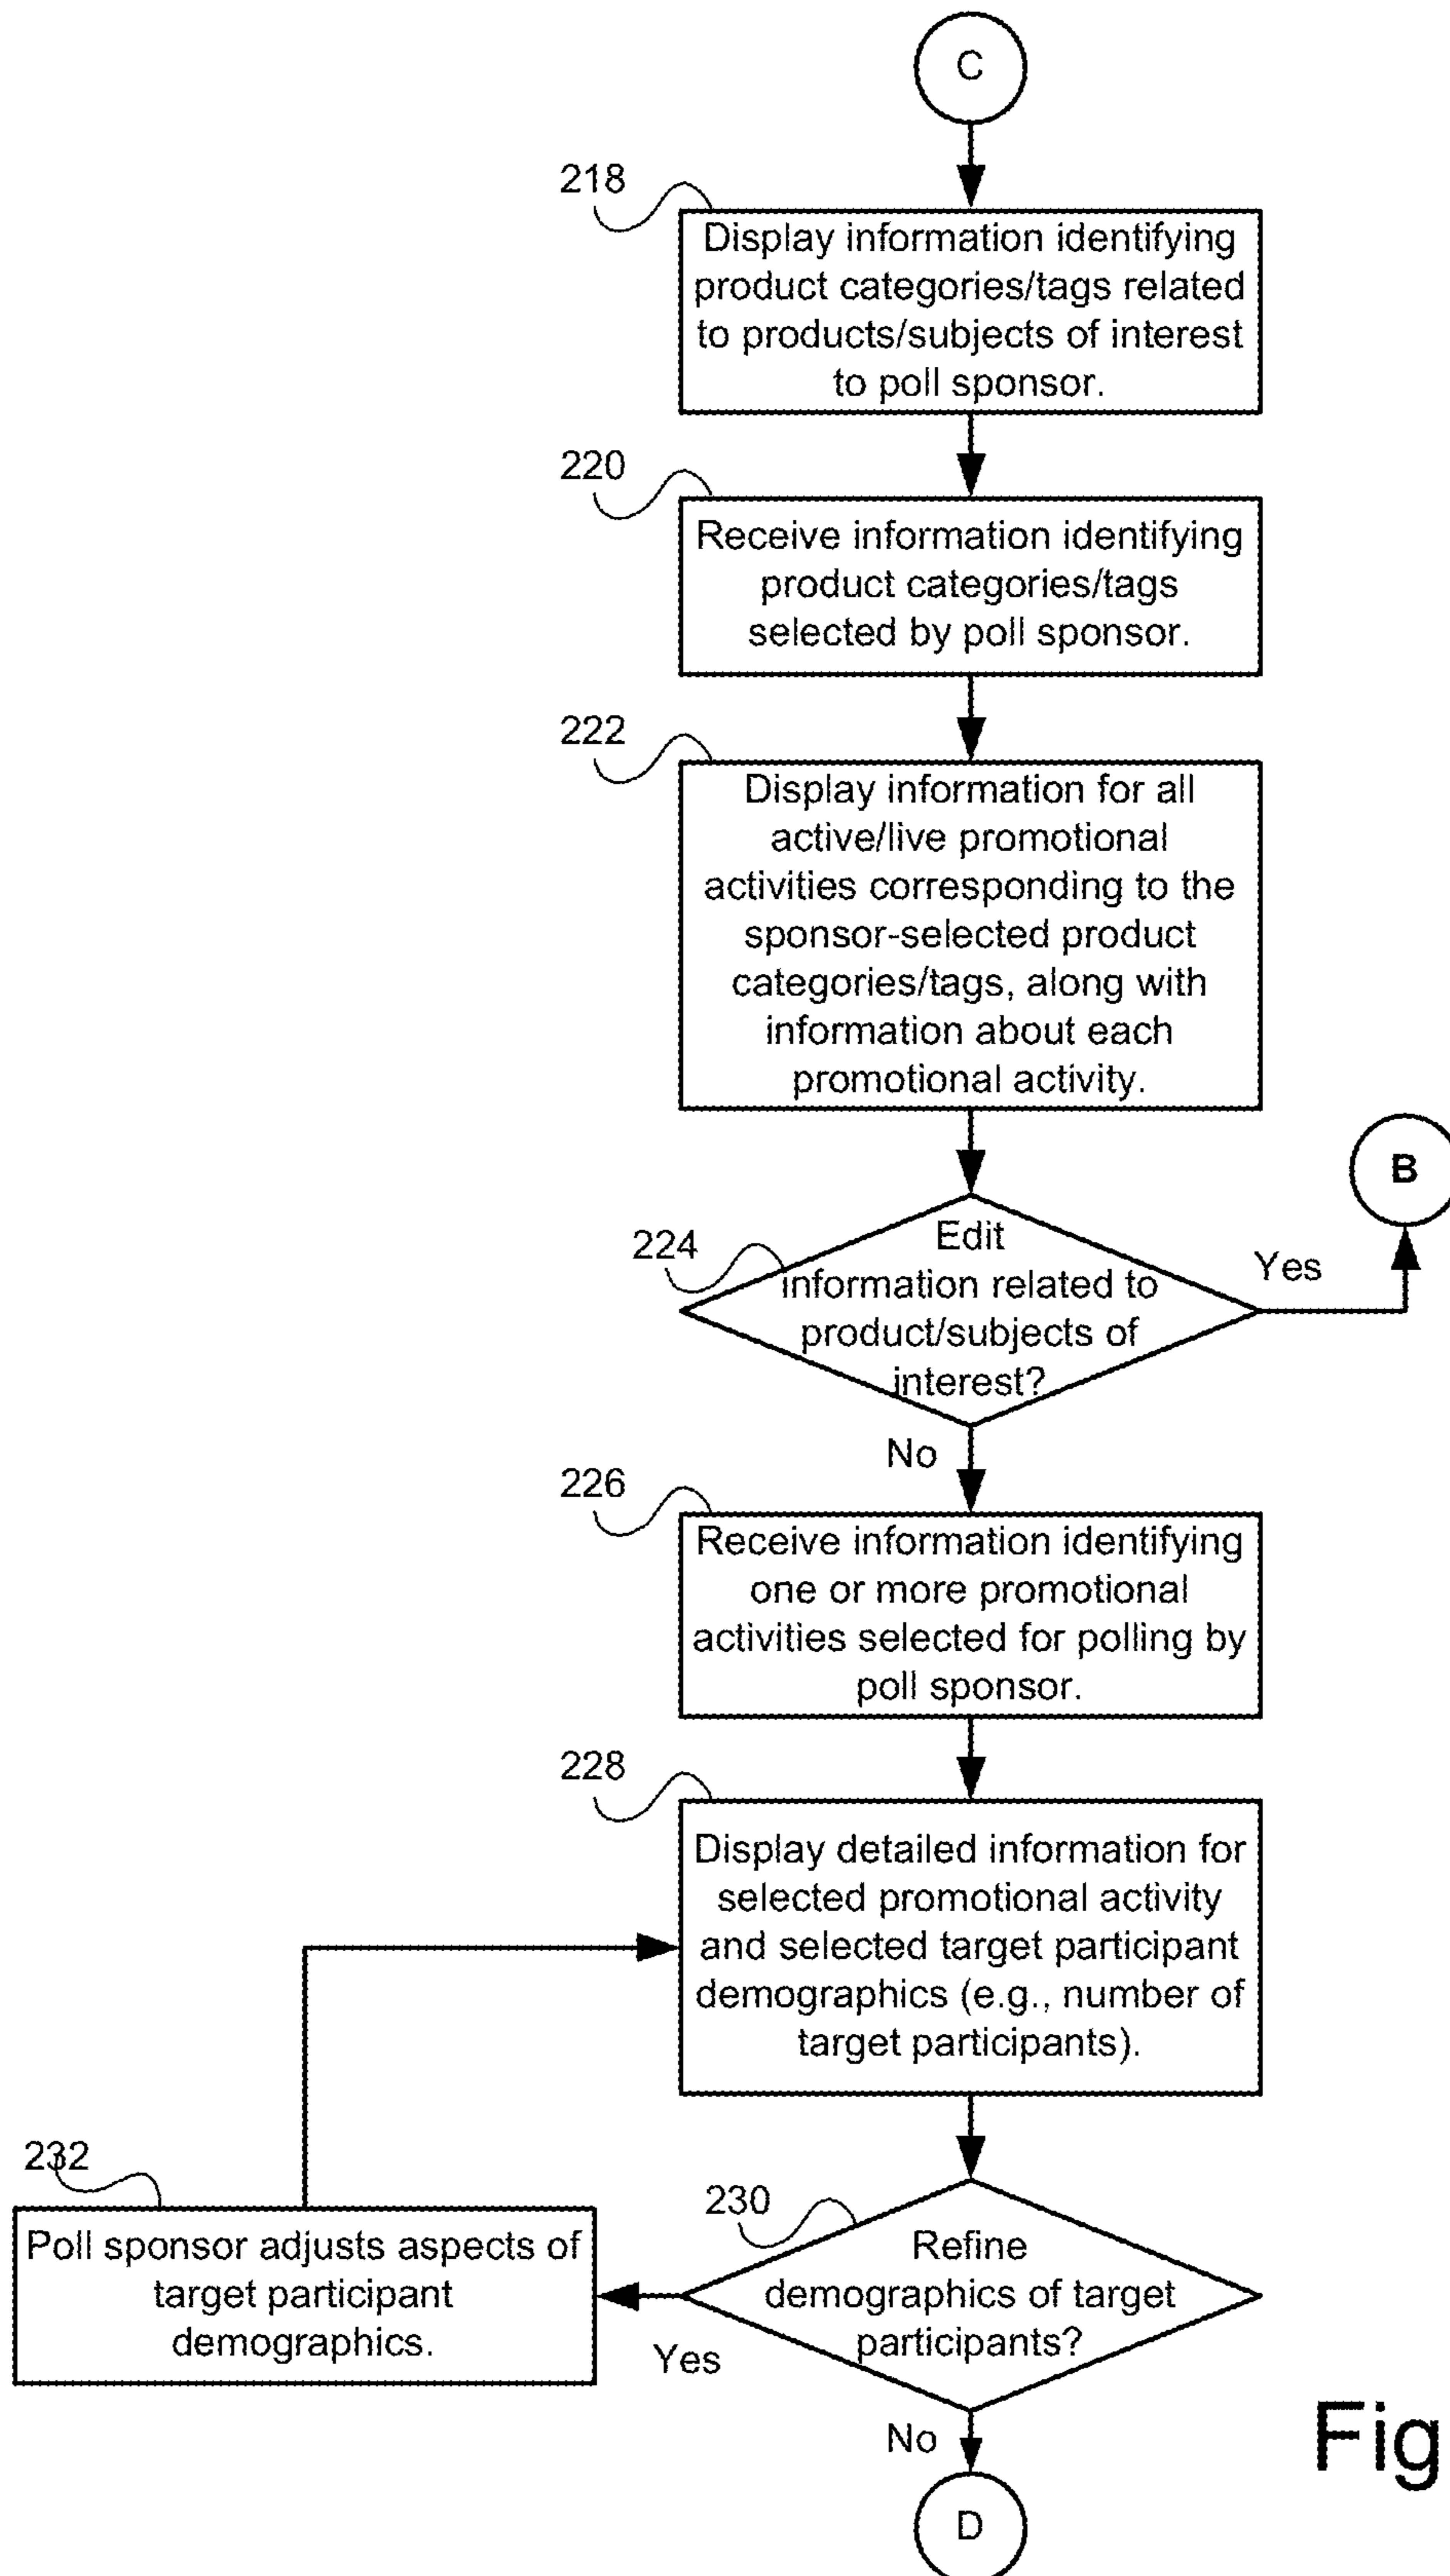 C
218
Display information identifying
product categories/tags related
to products/subjects of interest
to poll sponsor.
220
Receive information identifying
product categories/tags
selected by poll sponsor.
222
Display information for all
active/live promotional
activities corresponding to the
sponsor-selected product
categories/tags, along with
information about each
promotional activity.
B
224
Edit
information related to
product/subjects of
interest?
Yes
No
226
Receive information identifying
one or more promotional
activities selected for polling by
poll sponsor.
228
Display detailed information for
selected promotional activity
and selected target participant
demographics (e.g., number of
target participants).
232
Poll sponsor adjusts aspects of
target participant
demographics.
230
Refine
demographics of target
participants?
Yes
No
Fig
D